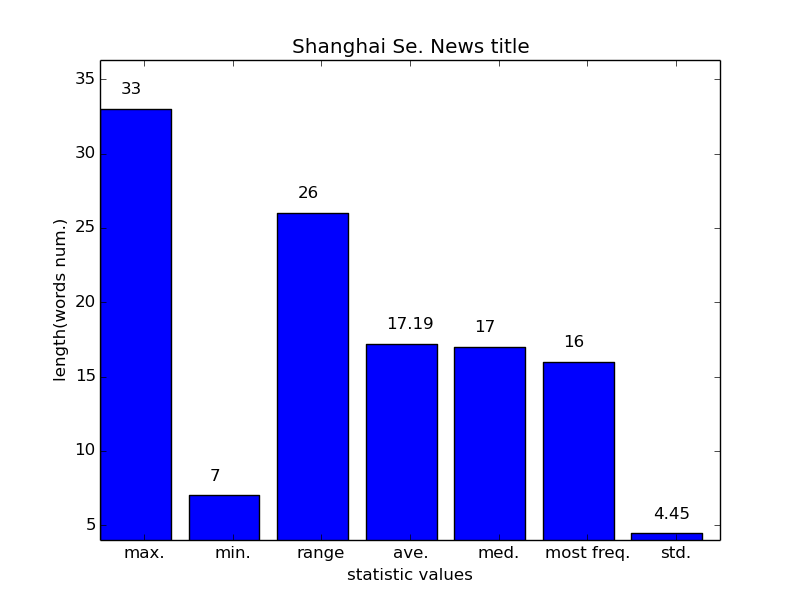 Shanghai Se. News title
35
33
30
26
25
length(words num.)
20
17.19
17
16
15
10
7
5
4.45
max.
min.
range
ave.
med.
most freq.
std.
statistic values